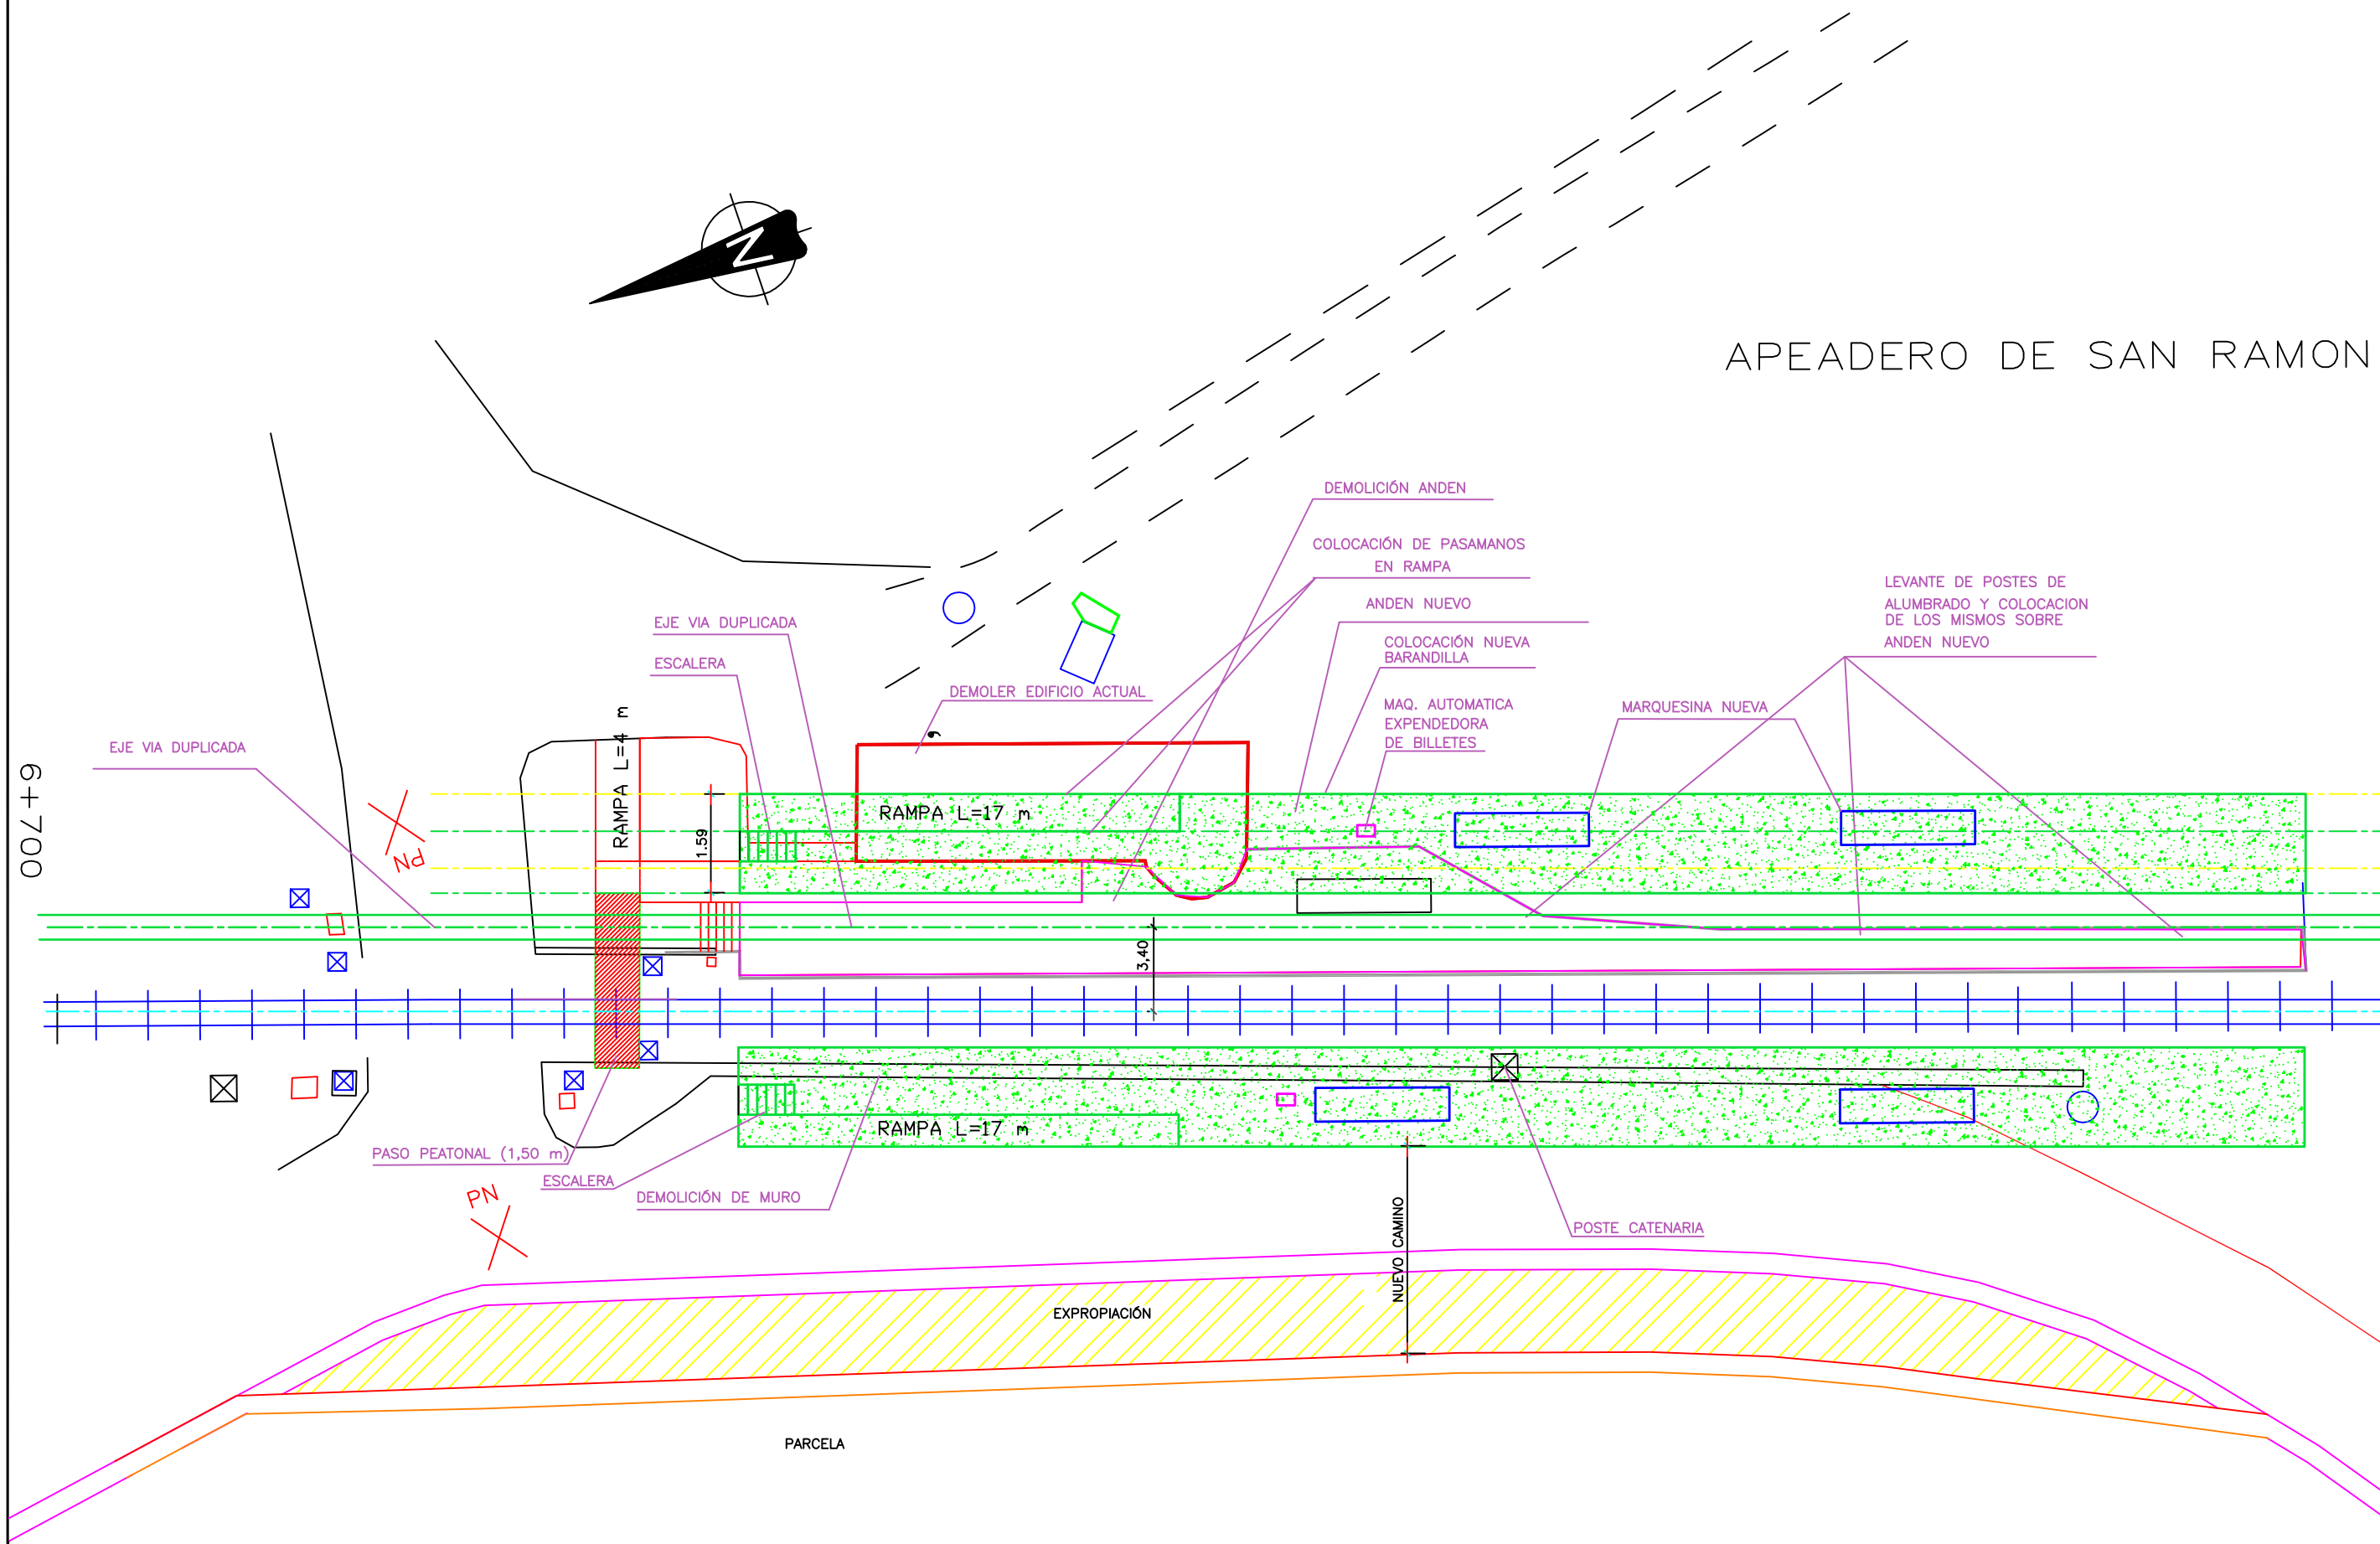 N
APEADERO DE SAN RAMON
DEMOLICIÓN ANDEN
COLOCACIÓN DE PASAMANOS
EN RAMPA
ANDEN NUEVO
LEVANTE DE POSTES DE
ALUMBRADO Y COLOCACION
DE LOS MISMOS SOBRE
ANDEN NUEVO
EJE VIA DUPLICADA
ESCALERA
COLOCACIÓN NUEVA
BARANDILLA
DEMOLER EDIFICIO ACTUAL
MAQ. AUTOMATICA
EXPENDEDORA
DE BILLETES
MARQUESINA NUEVA
EJE VIA DUPLICADA
6+700
RAMPA L=4 m
PN
1.59
RAMPA L=17 m
3,40
RAMPA L=17 m
PASO PEATONAL (1,50 m)
ESCALERA
DEMOLICIÓN DE MURO
PN
POSTE CATENARIA
NUEVO CAMINO
EXPROPIACIÓN
PARCELA